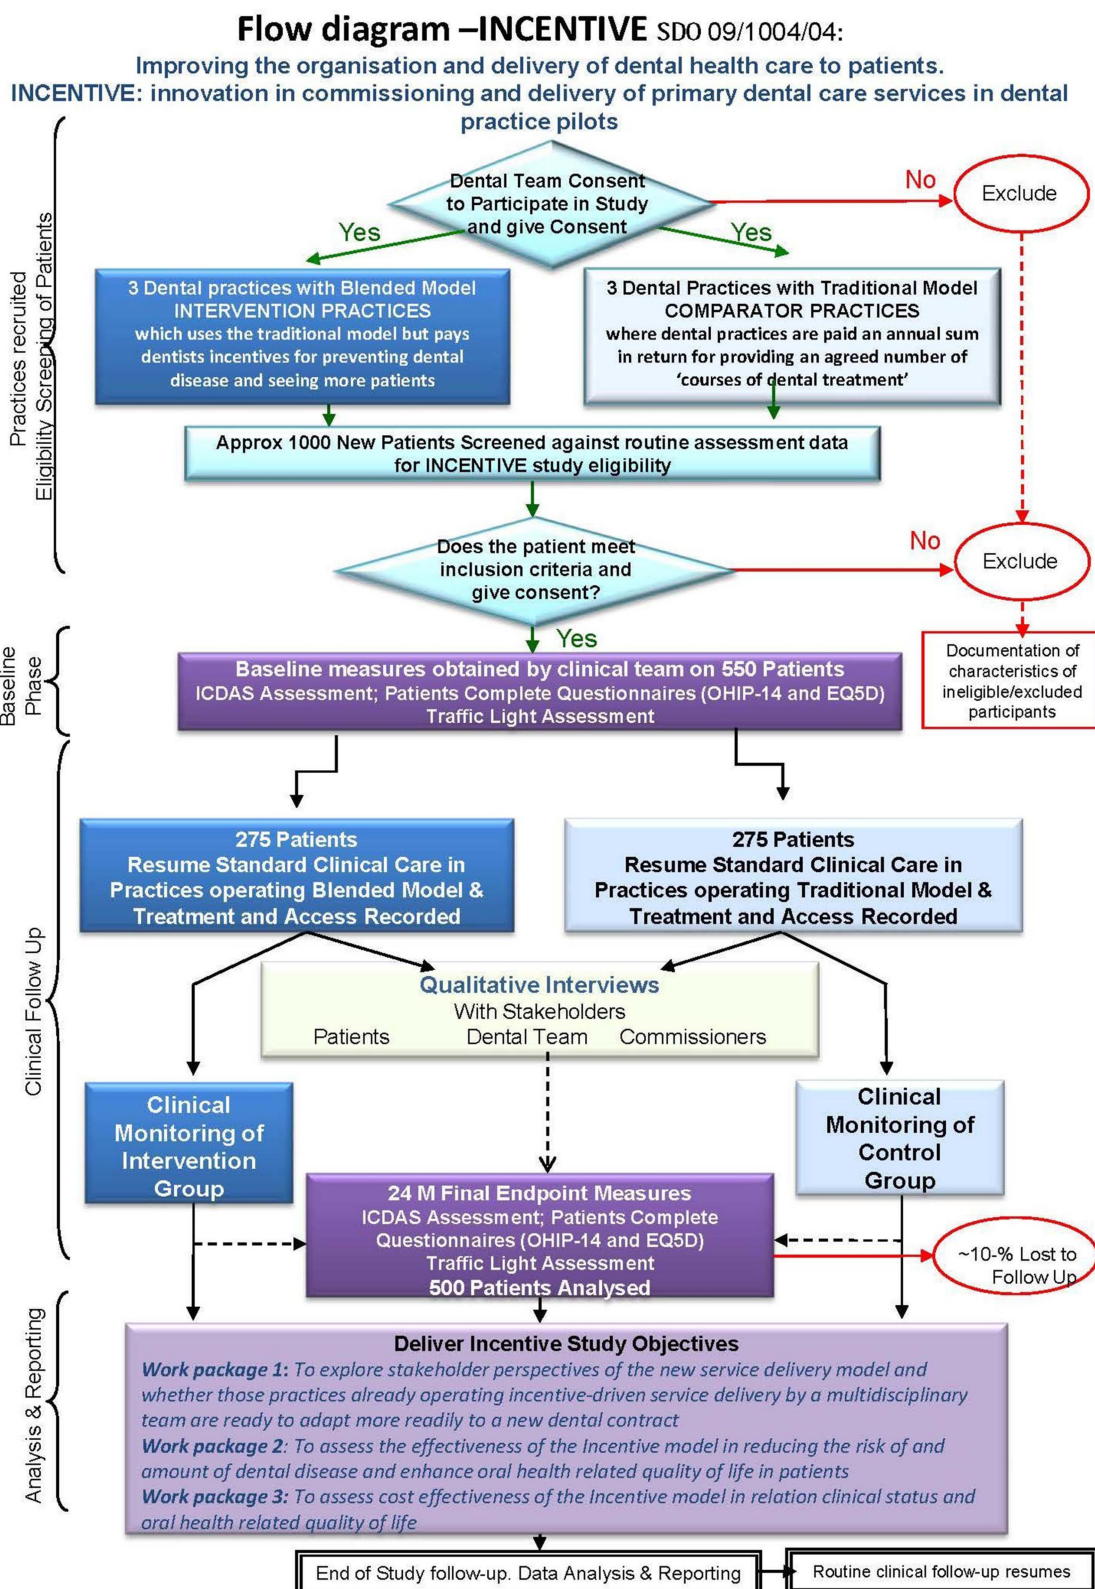 Flow diagram –INCENTIVE SDO 09/1004/04:
Improving the organisation and delivery of dental health care to patients.
INCENTIVE: innovation in commissioning and delivery of primary dental care services in dental
practice pilots
Practices recruited
Eligibility Screening of Patients
Dental Team Consent
to Participate in Study
and give Consent
No
Exclude
Yes
Yes
3 Dental practices with Blended Model
INTERVENTION PRACTICES
which uses the traditional model but pays
dentists incentives for preventing dental
disease and seeing more patients
3 Dental Practices with Traditional Model
COMPARATOR PRACTICES
where dental practices are paid an annual sum
in return for providing an agreed number of
‘courses of dental treatment’
Approx 1000 New Patients Screened against routine assessment data
for INCENTIVE study eligibility
Does the patient meet
inclusion criteria and
give consent?
No
Exclude
Yes
Baseline
Phase
Baseline measures obtained by clinical team on 550 Patients
ICDAS Assessment; Patients Complete Questionnaires (OHIP-14 and EQ5D)
Traffic Light Assessment
Documentation of
characteristics of
ineligible/excluded
participants
Clinical Follow Up
275 Patients
Resume Standard Clinical Care in
Practices operating Blended Model &
Treatment and Access Recorded
275 Patients
Resume Standard Clinical Care in
Practices operating Traditional Model &
Treatment and Access Recorded
Qualitative Interviews
With Stakeholders
Patients Dental Team Commissioners
Clinical
Monitoring of
Intervention
Group
Clinical
Monitoring of
Control
Group
24 M Final Endpoint Measures
ICDAS Assessment; Patients Complete
Questionnaires (OHIP-14 and EQ5D)
Traffic Light Assessment
500 Patients Analysed
~10-% Lost to
Follow Up
Analysis & Reporting
Deliver Incentive Study Objectives
Work package 1: To explore stakeholder perspectives of the new service delivery model and
whether those practices already operating incentive-driven service delivery by a multidisciplinary
team are ready to adapt more readily to a new dental contract
Work package 2: To assess the effectiveness of the Incentive model in reducing the risk of and
amount of dental disease and enhance oral health related quality of life in patients
Work package 3: To assess cost effectiveness of the Incentive model in relation clinical status and
oral health related quality of life
End of Study follow-up. Data Analysis & Reporting
Routine clinical follow-up resumes